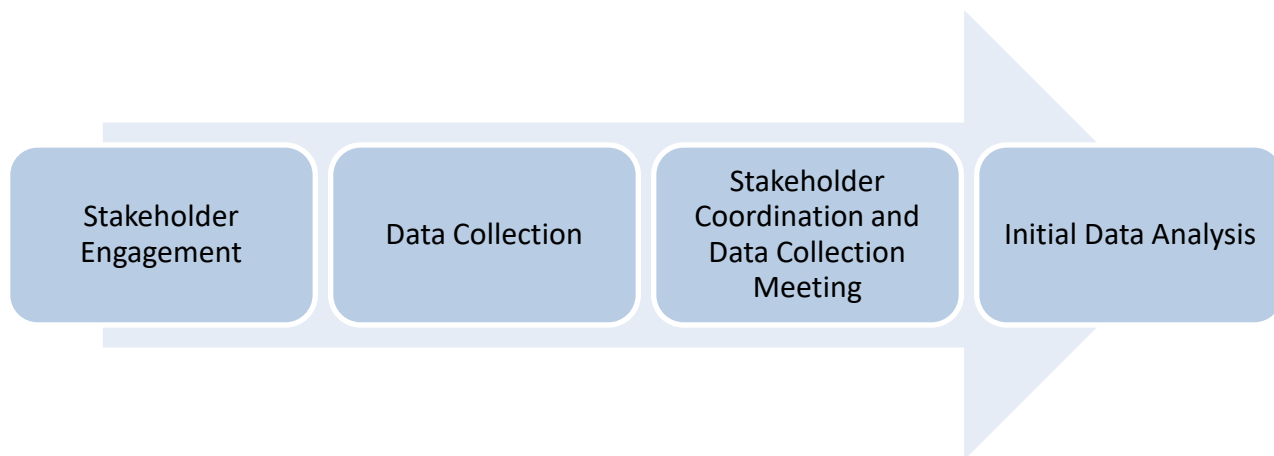 Stakeholder
Engagement
Data Collection
Stakeholder
Coordination and
Data Collection
Meeting
Initial Data Analysis